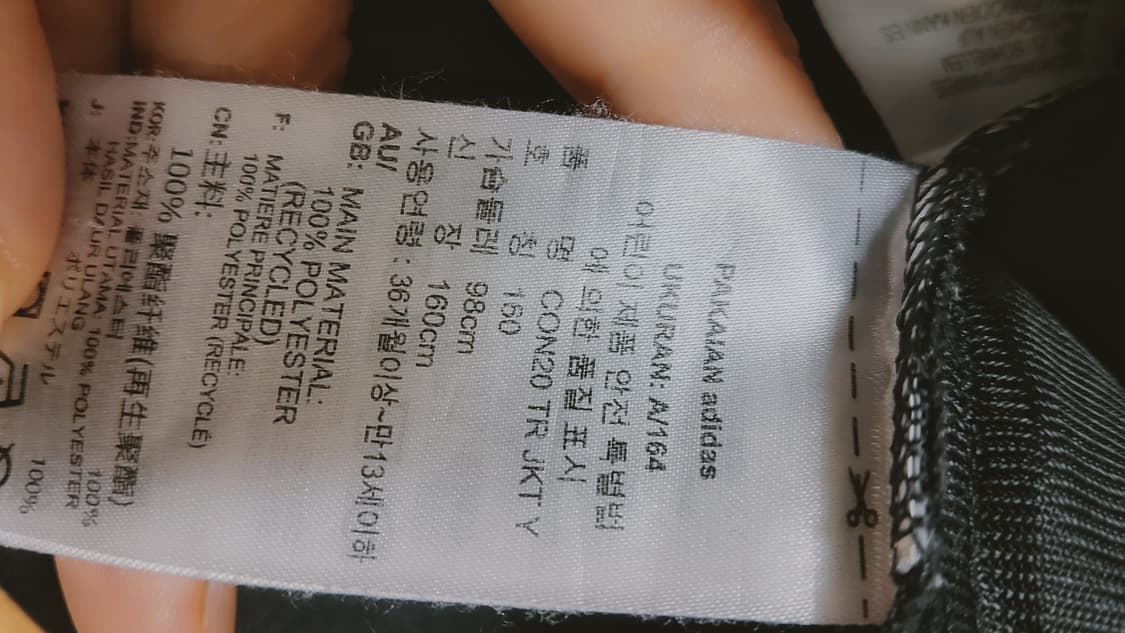 PAKAIAN adidas
UKURAN: A/164
어린이제품 안전 특별법
에 의한 품질 표시
품 명 CON20 TR JKT Y
호 칭 160
가슴둘레 98cm
신 장 160cm
사용연령 : 36개월이상~만13세이하
AU/
GB: MAIN MATERIAL:
100% POLYESTER
(RECYCLED)
F: MATIERE PRINCIPALE:
100% POLYESTER (RECYCLÉ)
CN: 主料:
100% 聚酯纤维(再生聚酯)
KOR:주소재: 폴리에스터 100%
IND:MATERIAL UTAMA: 100% POLYESTER
HASIL DAUR ULANG
J: 本体 ポリエステル 100%